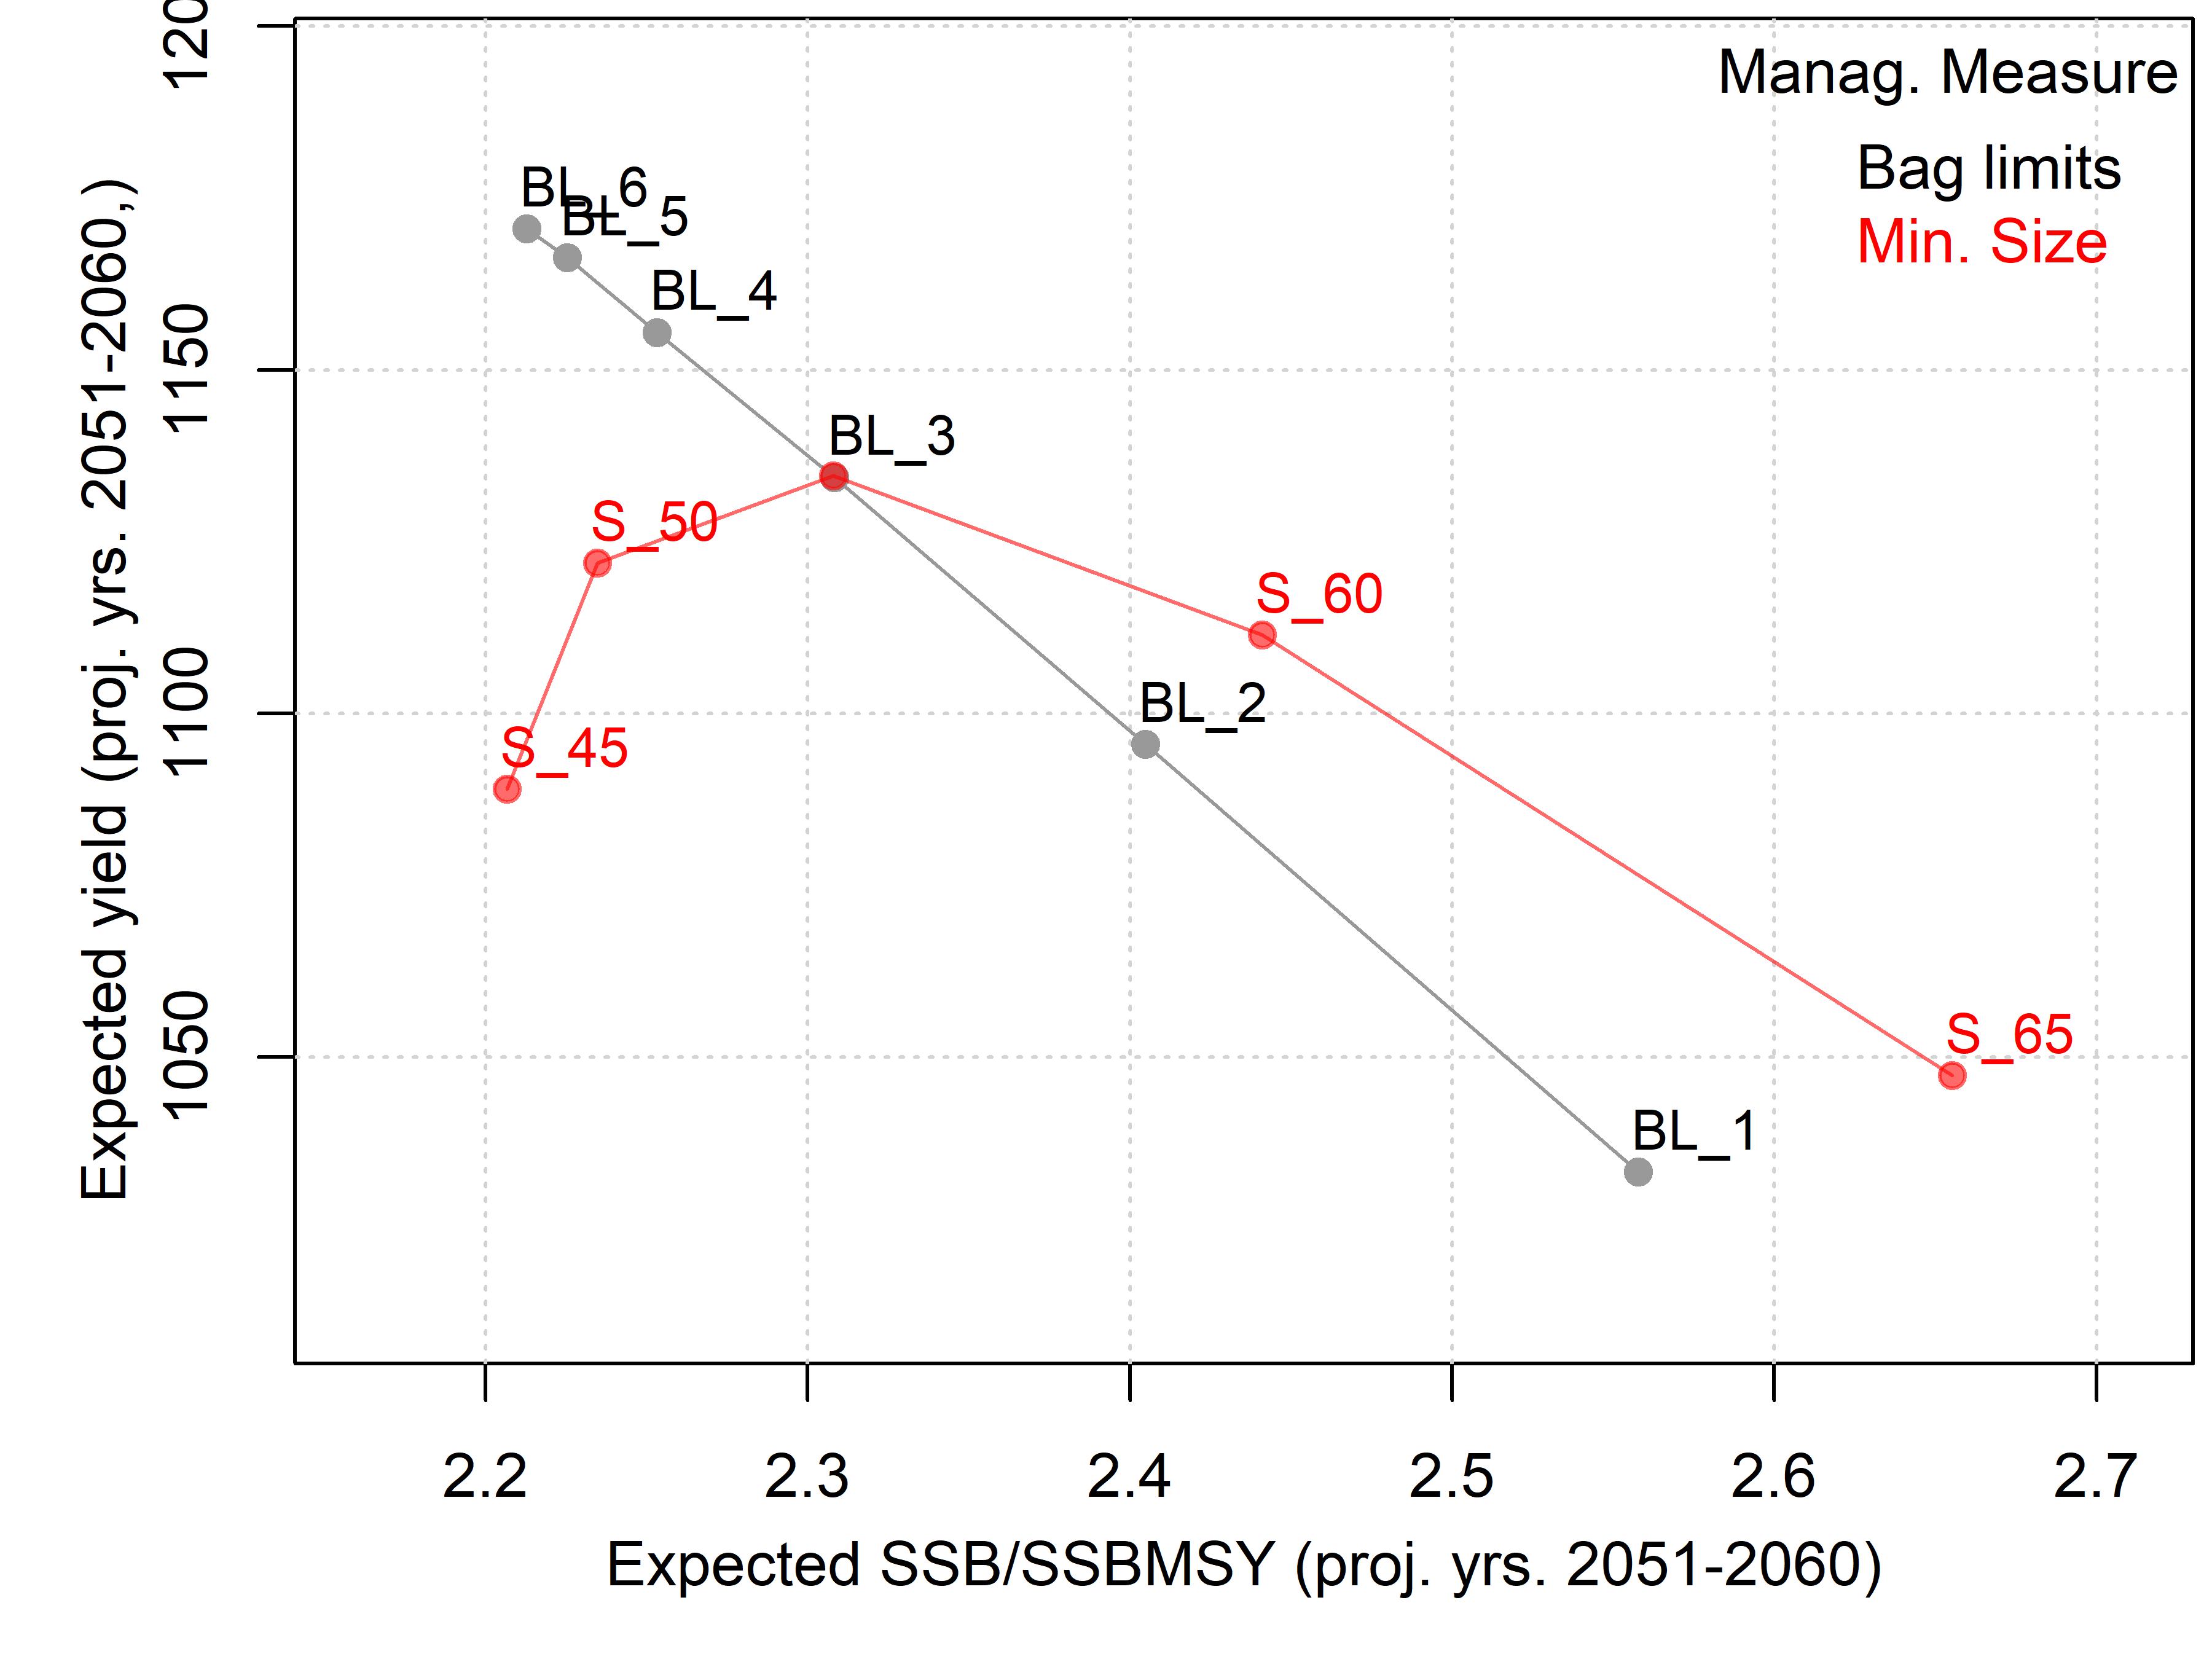 Manag. Measure
Bag limits
Min. Size
Expected yield (proj. yrs. 2051-2060,)
1150
1100
1050
BL_6
BL_5
BL_4
BL_3
S_50
S_60
BL_2
S_45
S_65
BL_1
2.2 2.3 2.4 2.5 2.6 2.7
Expected SSB/SSBMSY (proj. yrs. 2051-2060)